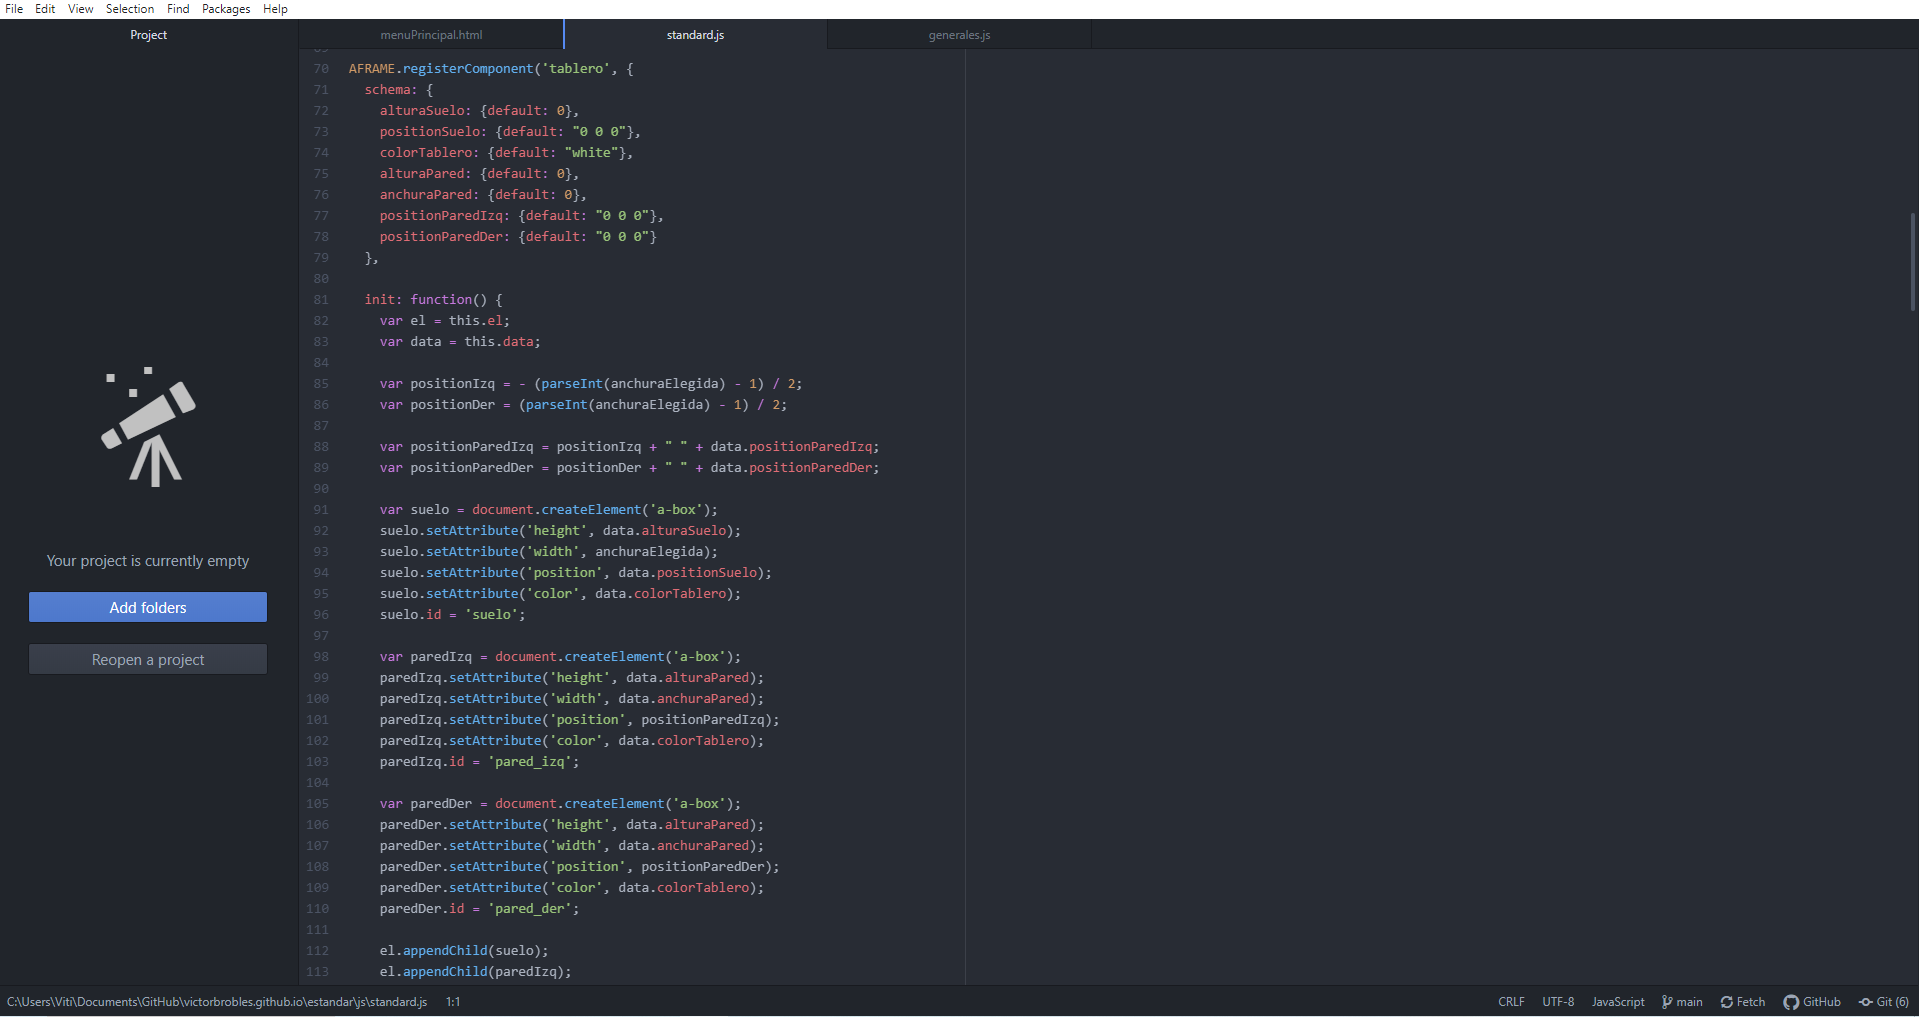 File Edit View Selection Find Packages Help
Project
menuPrincipal.html standard.js generales.js
70 AFRAME.registerComponent('tablero', {
71 schema: {
72 alturaSuelo: {default: 0},
73 positionSuelo: {default: "0 0 0"},
74 colorTablero: {default: "white"},
75 alturaPared: {default: 0},
76 anchuraPared: {default: 0},
77 positionParedIzq: {default: "0 0 0"},
78 positionParedDer: {default: "0 0 0"}
79 },
80
81 init: function() {
82 var el = this.el;
83 var data = this.data;
84
85 var positionIzq = - (parseInt(anchuraElegida) - 1) / 2;
86 var positionDer = (parseInt(anchuraElegida) - 1) / 2;
87
88 var positionParedIzq = positionIzq + " " + data.positionParedIzq;
89 var positionParedDer = positionDer + " " + data.positionParedDer;
90
91 var suelo = document.createElement('a-box');
92 suelo.setAttribute('height', data.alturaSuelo);
93 suelo.setAttribute('width', anchuraElegida);
94 suelo.setAttribute('position', data.positionSuelo);
95 suelo.setAttribute('color', data.colorTablero);
96 suelo.id = 'suelo';
97
98 var paredIzq = document.createElement('a-box');
99 paredIzq.setAttribute('height', data.alturaPared);
100 paredIzq.setAttribute('width', data.anchuraPared);
101 paredIzq.setAttribute('position', positionParedIzq);
102 paredIzq.setAttribute('color', data.colorTablero);
103 paredIzq.id = 'pared_izq';
104
105 var paredDer = document.createElement('a-box');
106 paredDer.setAttribute('height', data.alturaPared);
107 paredDer.setAttribute('width', data.anchuraPared);
108 paredDer.setAttribute('position', positionParedDer);
109 paredDer.setAttribute('color', data.colorTablero);
110 paredDer.id = 'pared_der';
111
112 el.appendChild(suelo);
113 el.appendChild(paredIzq);
Your project is currently empty
Add folders
Reopen a project
C:\Users\Viti\Documents\GitHub\victorbrobles.github.io\estandar\js\standard.js 1:1 CRLF UTF-8 JavaScript main Fetch GitHub Git (6)